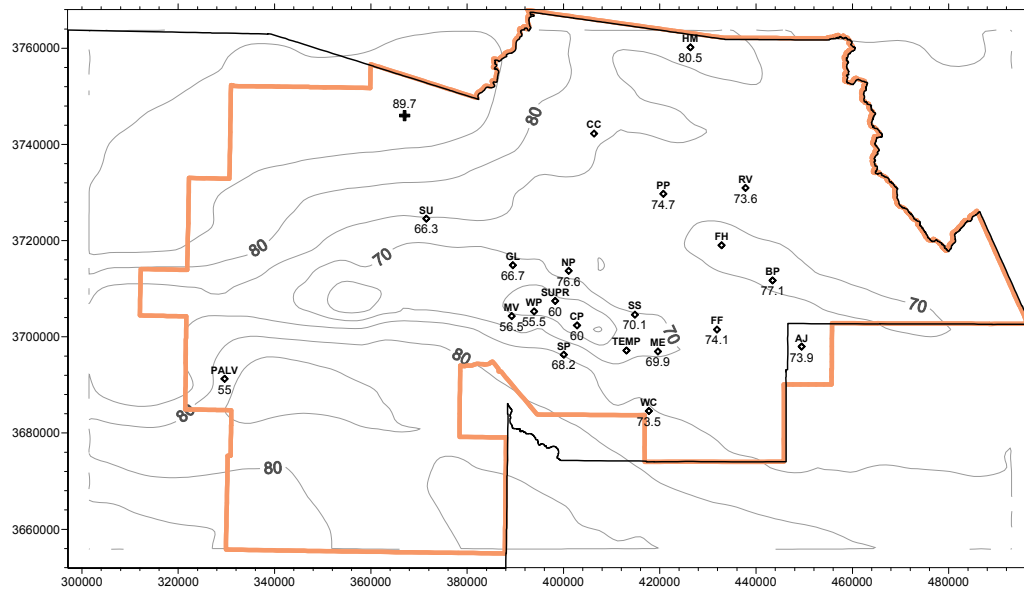 3760000
HM
80.5
89.7
80
CC
3740000
PP
74.7
RV
73.6
SU
66.3
3720000
80
70
FH
GL
66.7
NP
76.6
BP
77.1
SUPR
60
WP
55.5
MV
56.5
CP
60
SS
70.1
70
FF
74.1
70
3700000
TEMP
ME
69.9
SP
68.2
AJ
73.9
80
PALV
55
80
WC
73.5
3680000
80
3660000
300000 320000 340000 360000 380000 400000 420000 440000 460000 480000